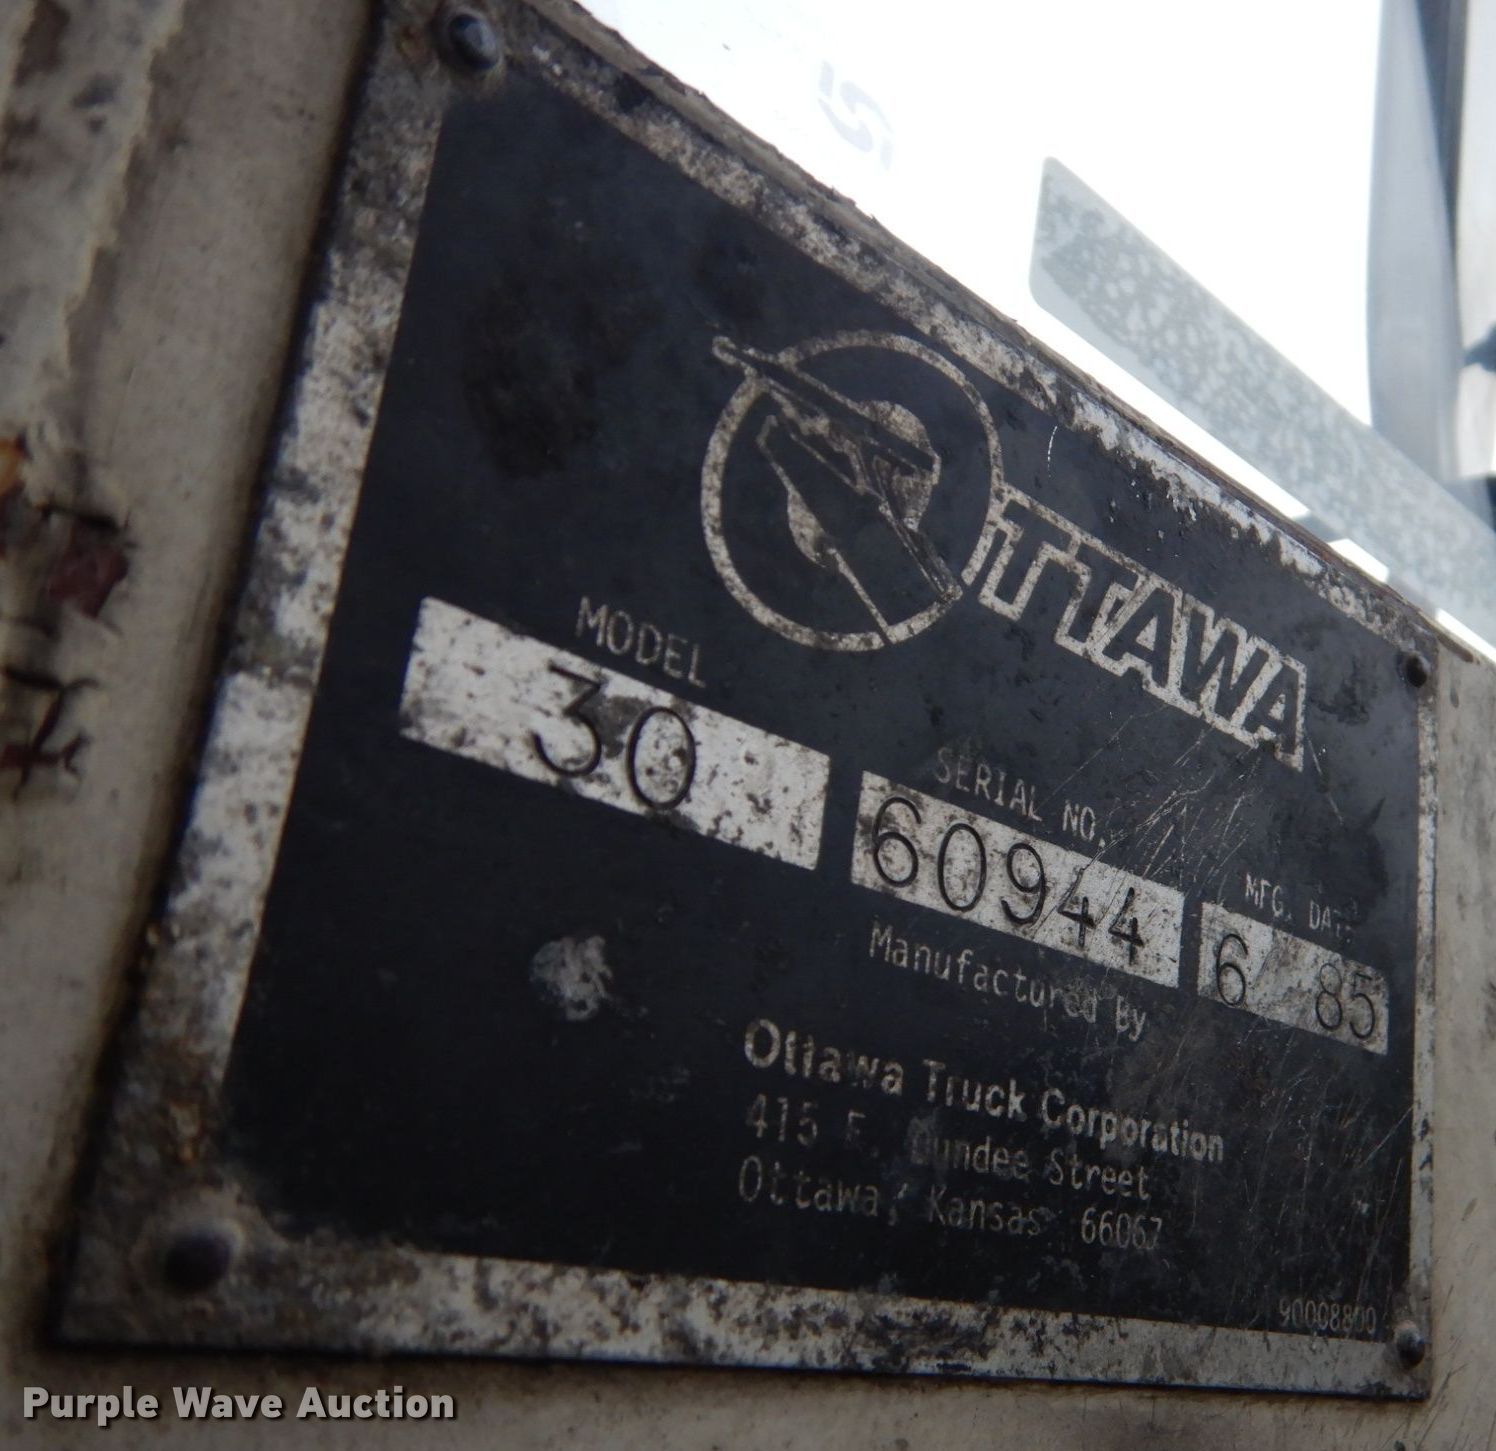 OTTAWA
MODEL
30
SERIAL NO.
60944
MFG. DATE
6 85
Manufactured By
Ottawa Truck Corporation
415 E. Dundee Street
Ottawa, Kansas 66067
90008800
Purple Wave Auction